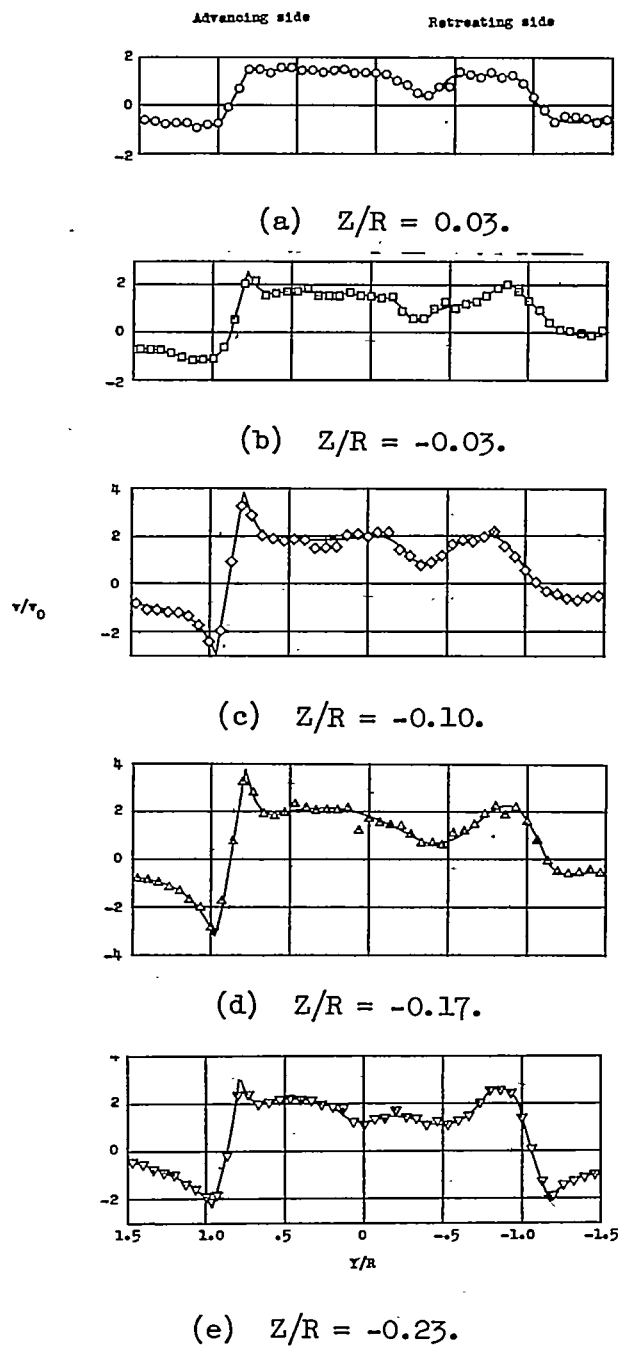 Advancing side Retreating side
2
0
-2
(a) Z/R = 0.03.
2
0
-2
(b) Z/R = -0.03.
4
2
0
-2
v/v0
(c) Z/R = -0.10.
4
2
0
-2
-4
(d) Z/R = -0.17.
4
2
0
-2
1.5 1.0 .5 0 -.5 -1.0 -1.5
Y/R
(e) Z/R = -0.23.